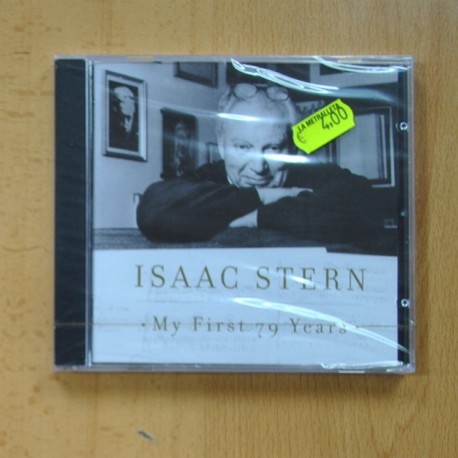 LA METRALLETA
€ 4,00
ISAAC STERN
· My First 79 Years ·